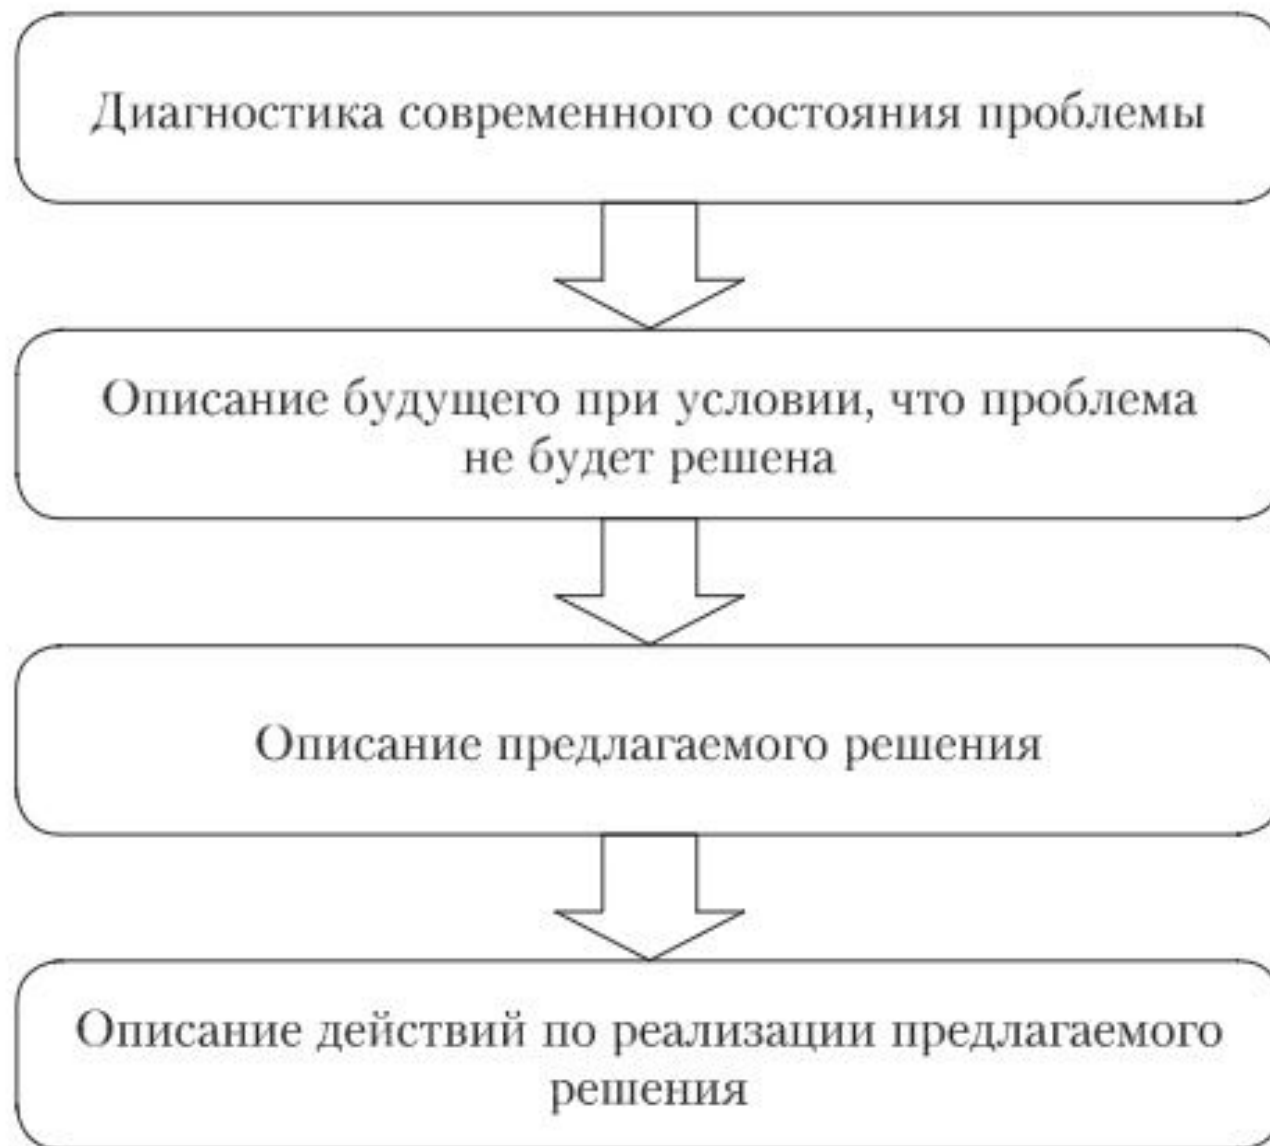 Диагностика современного состояния проблемы
Описание будущего при условии, что проблема
не будет решена
Описание предлагаемого решения
Описание действий по реализации предлагаемого
решения